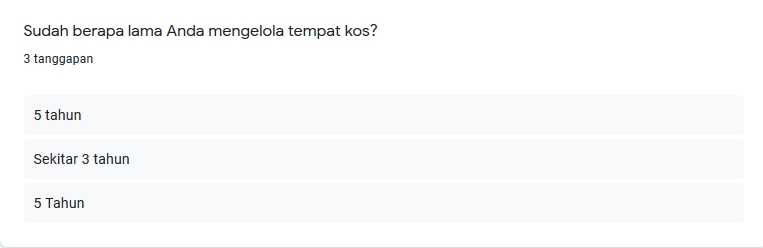 Sudah berapa lama Anda mengelola tempat kos?
3 tanggapan
5 tahun
Sekitar 3 tahun
5 Tahun